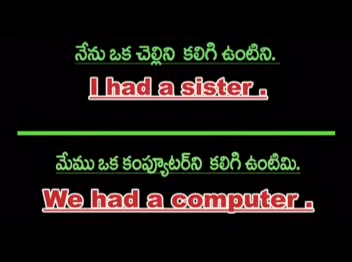 నేను ఒక చెల్లిని కలిగి ఉంటిని.
I had a sister .
మేము ఒక కంప్యూటర్‌ని కలిగి ఉంటిమి.
We had a computer .